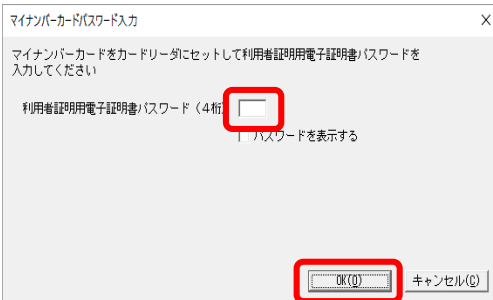 マイナンバーカードパスワード入力
マイナンバーカードをカードリーダにセットして利用者証明用電子証明書パスワードを
入力してください
利用者証明用電子証明書パスワード（4桁）
パスワードを表示する
OK(O) キャンセル(C)